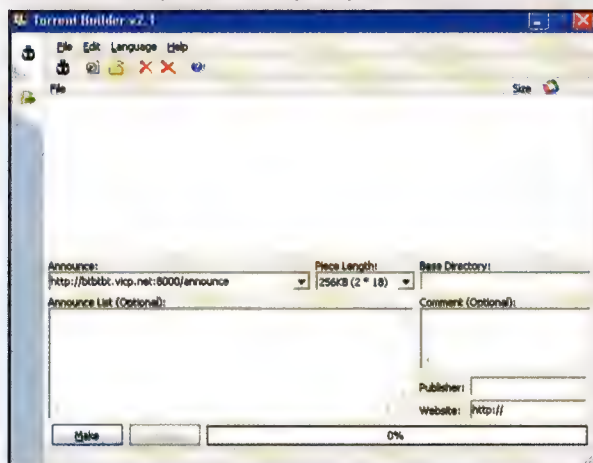 Torrent Builder v2.1
File Edit Language Help
File Size
Announce: Piece Length: Base Directory:
http://btbtbt.vicp.net:8000/announce 256KB (2 * 18)
Announce List (Optional): Comment (Optional):
Publisher:
Website: http://
Make 0%